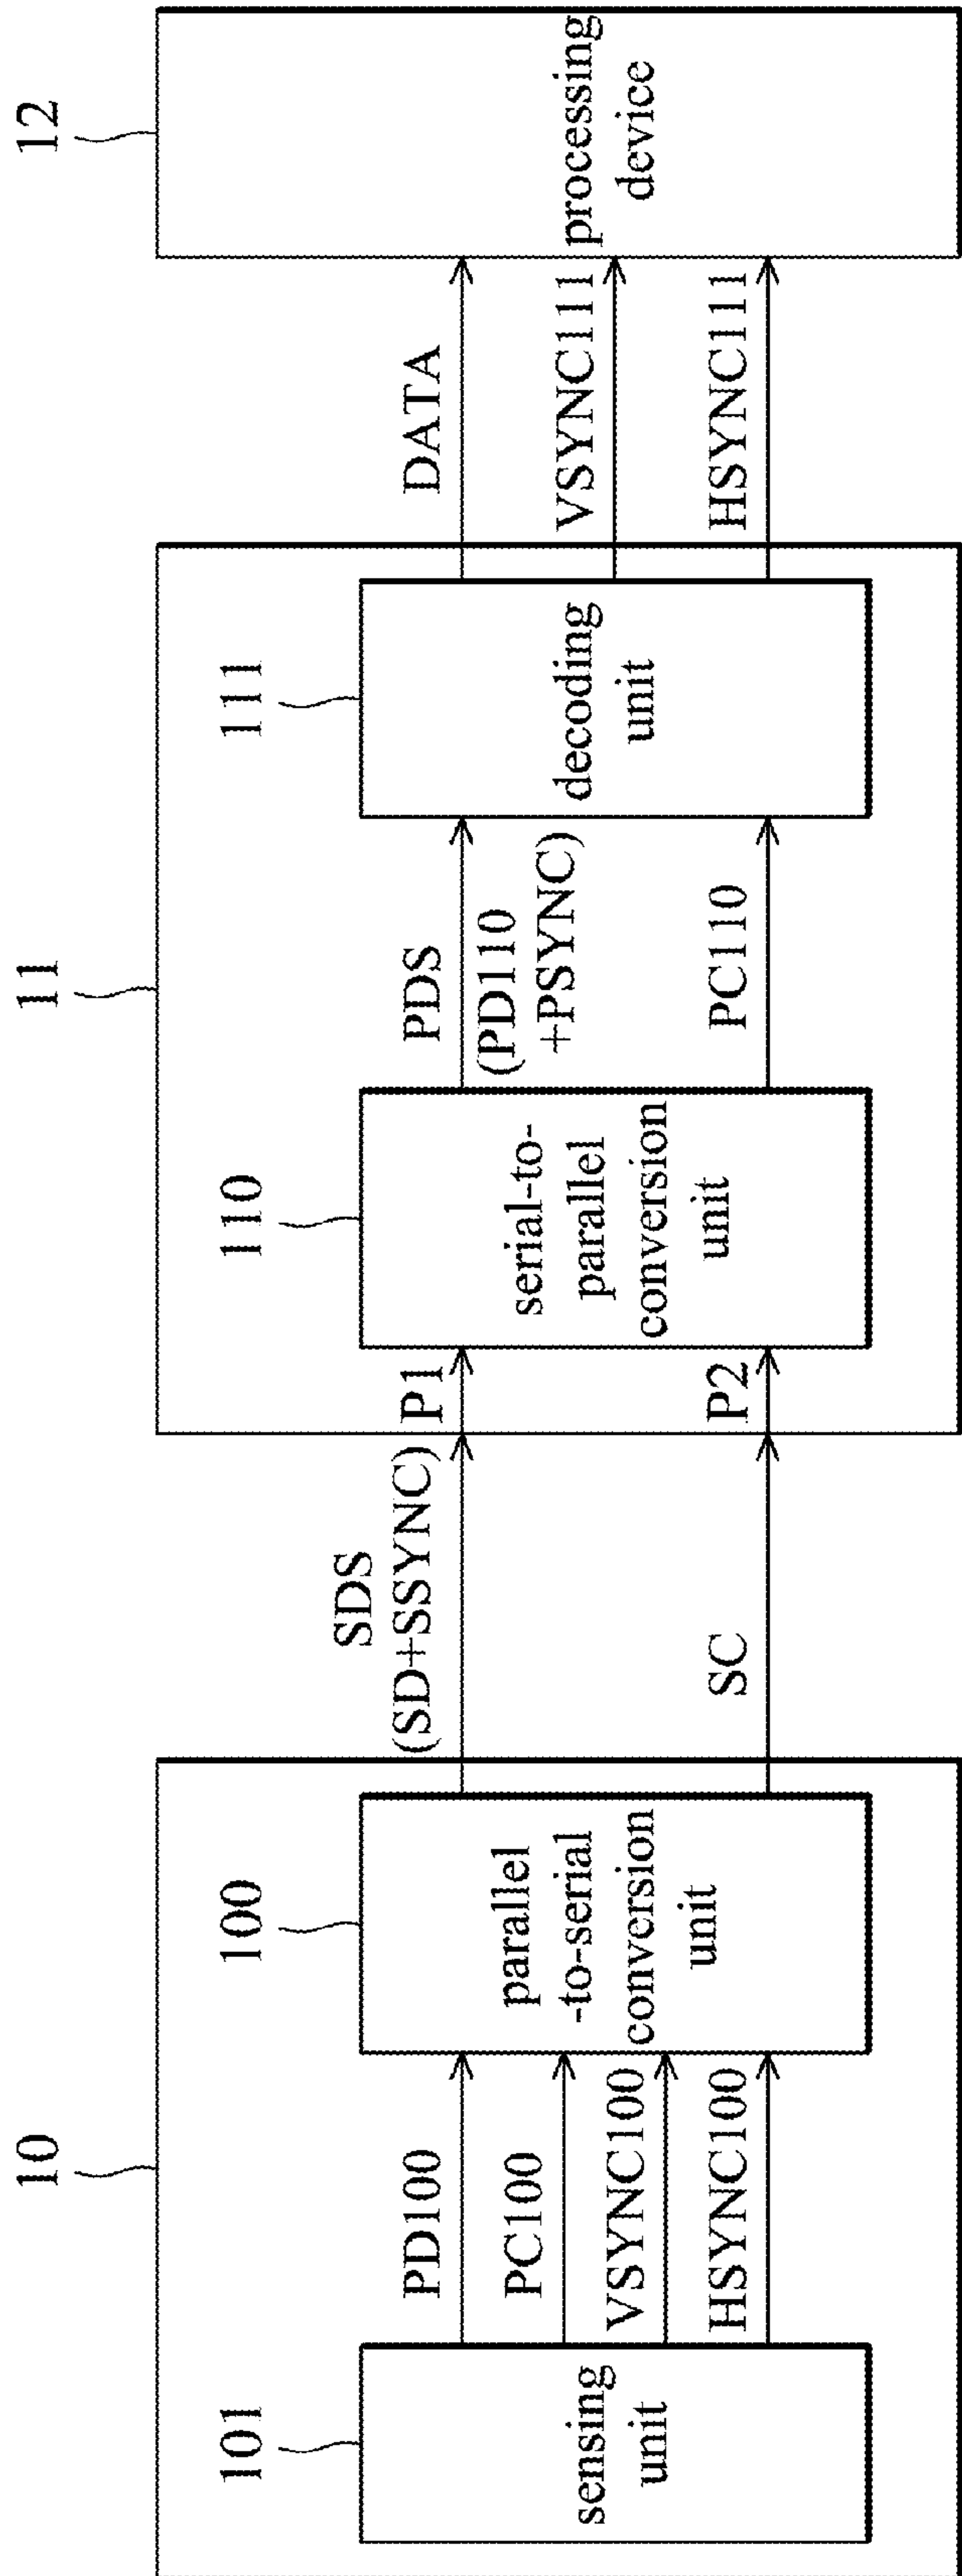 10
101
sensing
unit
PD100
PC100
VSYNC100
HSYNC100
100
parallel
-to-serial
conversion
unit
SDS
(SD+SSYNC)
SC
11
P1
P2
110
serial-to-
parallel
conversion
unit
PDS
(PD110
+PSYNC)
PC110
111
decoding
unit
DATA
VSYNC111
HSYNC111
12
processing
device